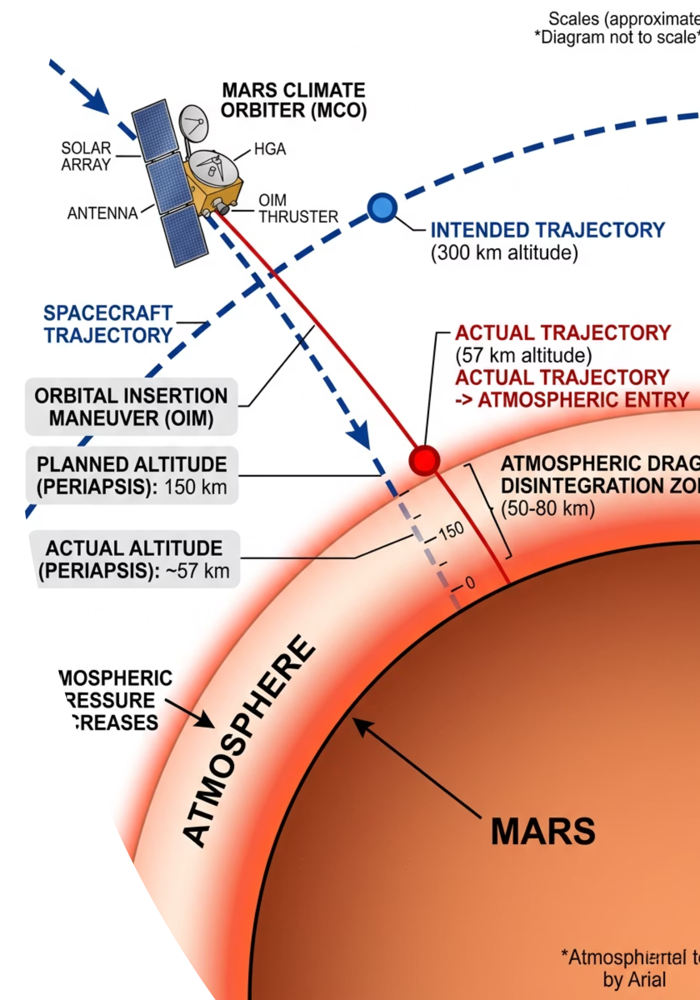 Scales (approximate
*Diagram not to scale*
MARS CLIMATE
ORBITER (MCO)
SOLAR
ARRAY
HGA
ANTENNA
OIM
THRUSTER
INTENDED TRAJECTORY
(300 km altitude)
SPACECRAFT
TRAJECTORY
ACTUAL TRAJECTORY
(57 km altitude)
ACTUAL TRAJECTORY
-> ATMOSPHERIC ENTRY
ORBITAL INSERTION
MANEUVER (OIM)
PLANNED ALTITUDE
(PERIAPSIS): 150 km
ATMOSPHERIC DRAG
DISINTEGRATION
(50-80 km)
150
ACTUAL ALTITUDE
(PERIAPSIS): ~57 km
0
ATMOSPHERE
MOSPHERIC
RESSURE
CREASES
MARS
by Arial